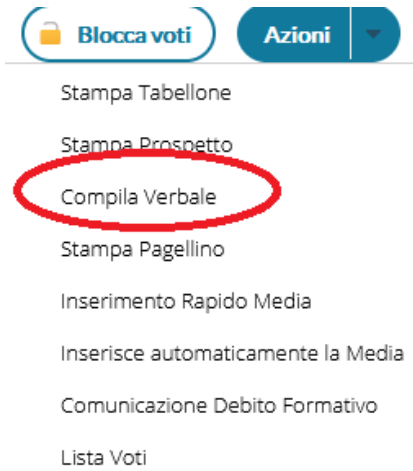 Blocca voti Azioni
Stampa Tabellone
Stampa Prospetto
Compila Verbale
Stampa Pagellino
Inserimento Rapido Media
Inserisce automaticamente la Media
Comunicazione Debito Formativo
Lista Voti